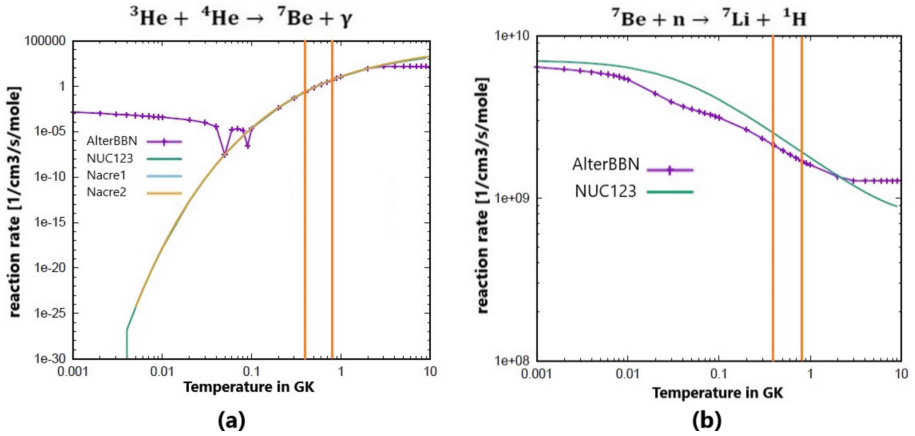 ³He + ⁴He → ⁷Be + γ
100000
1
1e-05
1e-10
1e-15
1e-20
1e-25
1e-30
reaction rate [1/cm3/s/mole]
AlterBBN
NUC123
Nacre1
Nacre2
0.001 0.01 0.1 1 10
Temperature in GK
(a)
⁷Be + n → ⁷Li + ¹H
1e+10
1e+09
1e+08
reaction rate [1/cm3/s/mole]
AlterBBN
NUC123
0.001 0.01 0.1 1 10
Temperature in GK
(b)